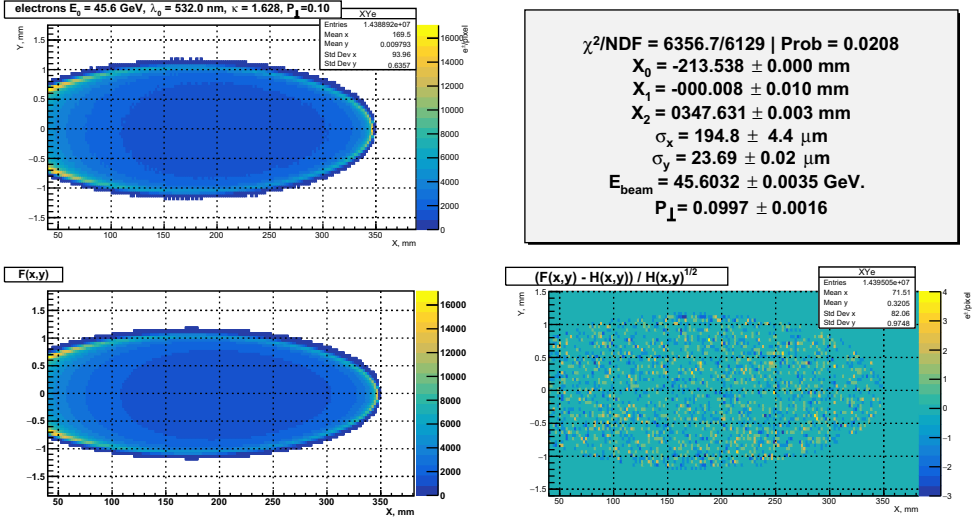 electrons E₀ = 45.6 GeV, λ₀ = 532.0 nm, κ = 1.628, P⊥=0.10
XYe
Entries 1.438892e+07
Mean x 169.5
Mean y 0.009793
Std Dev x 93.96
Std Dev y 0.6357
Y, mm
1.5
1
0.5
0
−0.5
−1
−1.5
50 100 150 200 250 300 350
X, mm
16000
14000
12000
10000
8000
6000
4000
2000
0
e±/pixel
χ²/NDF = 6356.7/6129 | Prob = 0.0208
X₀ = -213.538 ± 0.000 mm
X₁ = -000.008 ± 0.010 mm
X₂ = 0347.631 ± 0.003 mm
σₓ = 194.8 ± 4.4 μm
σy = 23.69 ± 0.02 μm
Ebeam = 45.6032 ± 0.0035 GeV.
P⊥ = 0.0997 ± 0.0016
F(x,y)
1.5
1
0.5
0
−0.5
−1
−1.5
50 100 150 200 250 300 350
X, mm
16000
14000
12000
10000
8000
6000
4000
2000
0
(F(x,y) - H(x,y)) / H(x,y)^1/2
XYe
Entries 1.439505e+07
Mean x 71.51
Mean y 0.3205
Std Dev x 82.06
Std Dev y 0.9748
Y, mm
1.5
1
0.5
0
−0.5
−1
−1.5
50 100 150 200 250 300 350
X, mm
4
3
2
1
0
−1
−2
−3
e±/pixel